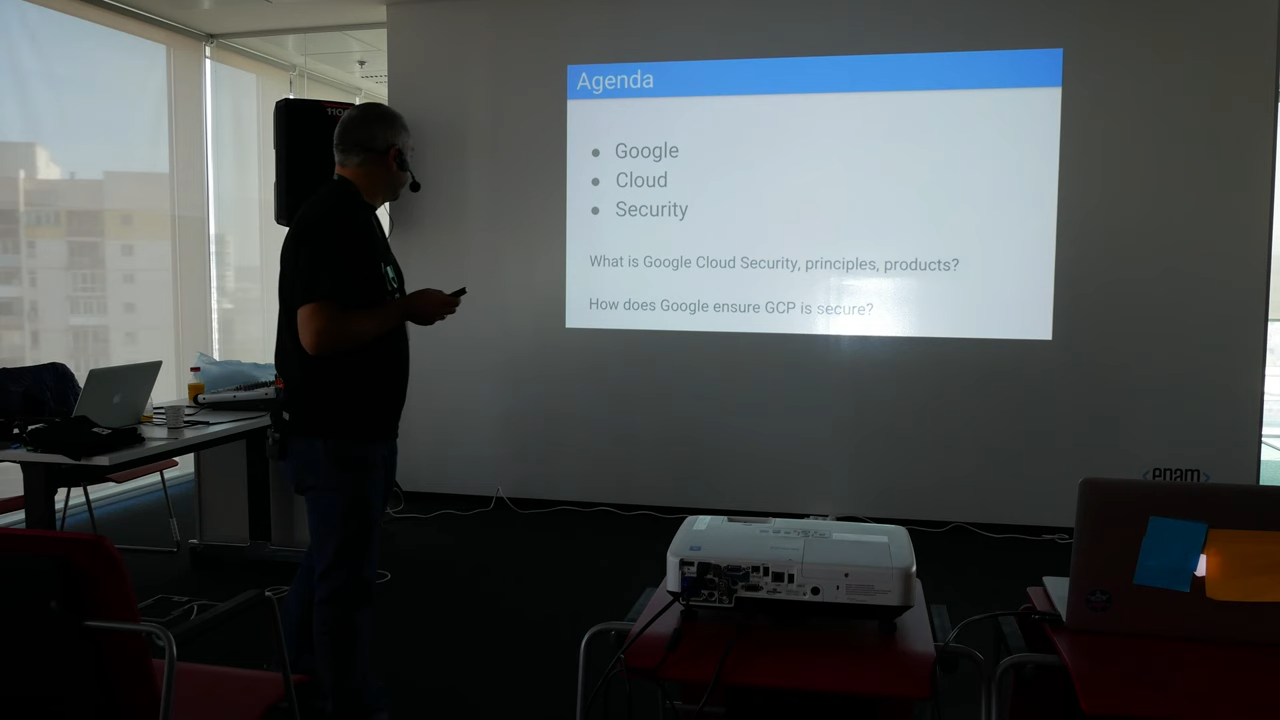 Agenda
● Google
● Cloud
● Security
What is Google Cloud Security, principles, products?
How does Google ensure GCP is secure?
<enam>